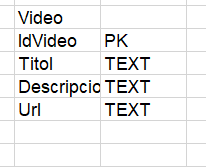 Video
IdVideo PK
Titol TEXT
Descripcio TEXT
Url TEXT